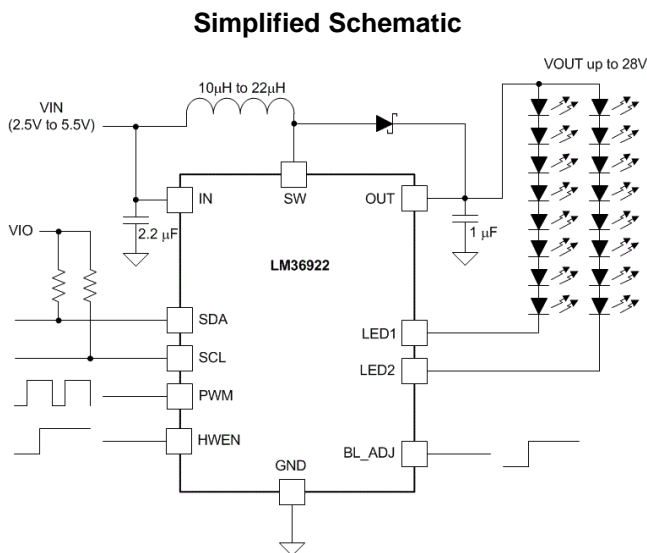 Simplified Schematic
VOUT up to 28V
10μH to 22μH
VIN
(2.5V to 5.5V)
IN
SW
OUT
2.2 μF
1 μF
VIO
LM36922
SDA
LED1
SCL
LED2
PWM
HWEN
BL_ADJ
GND